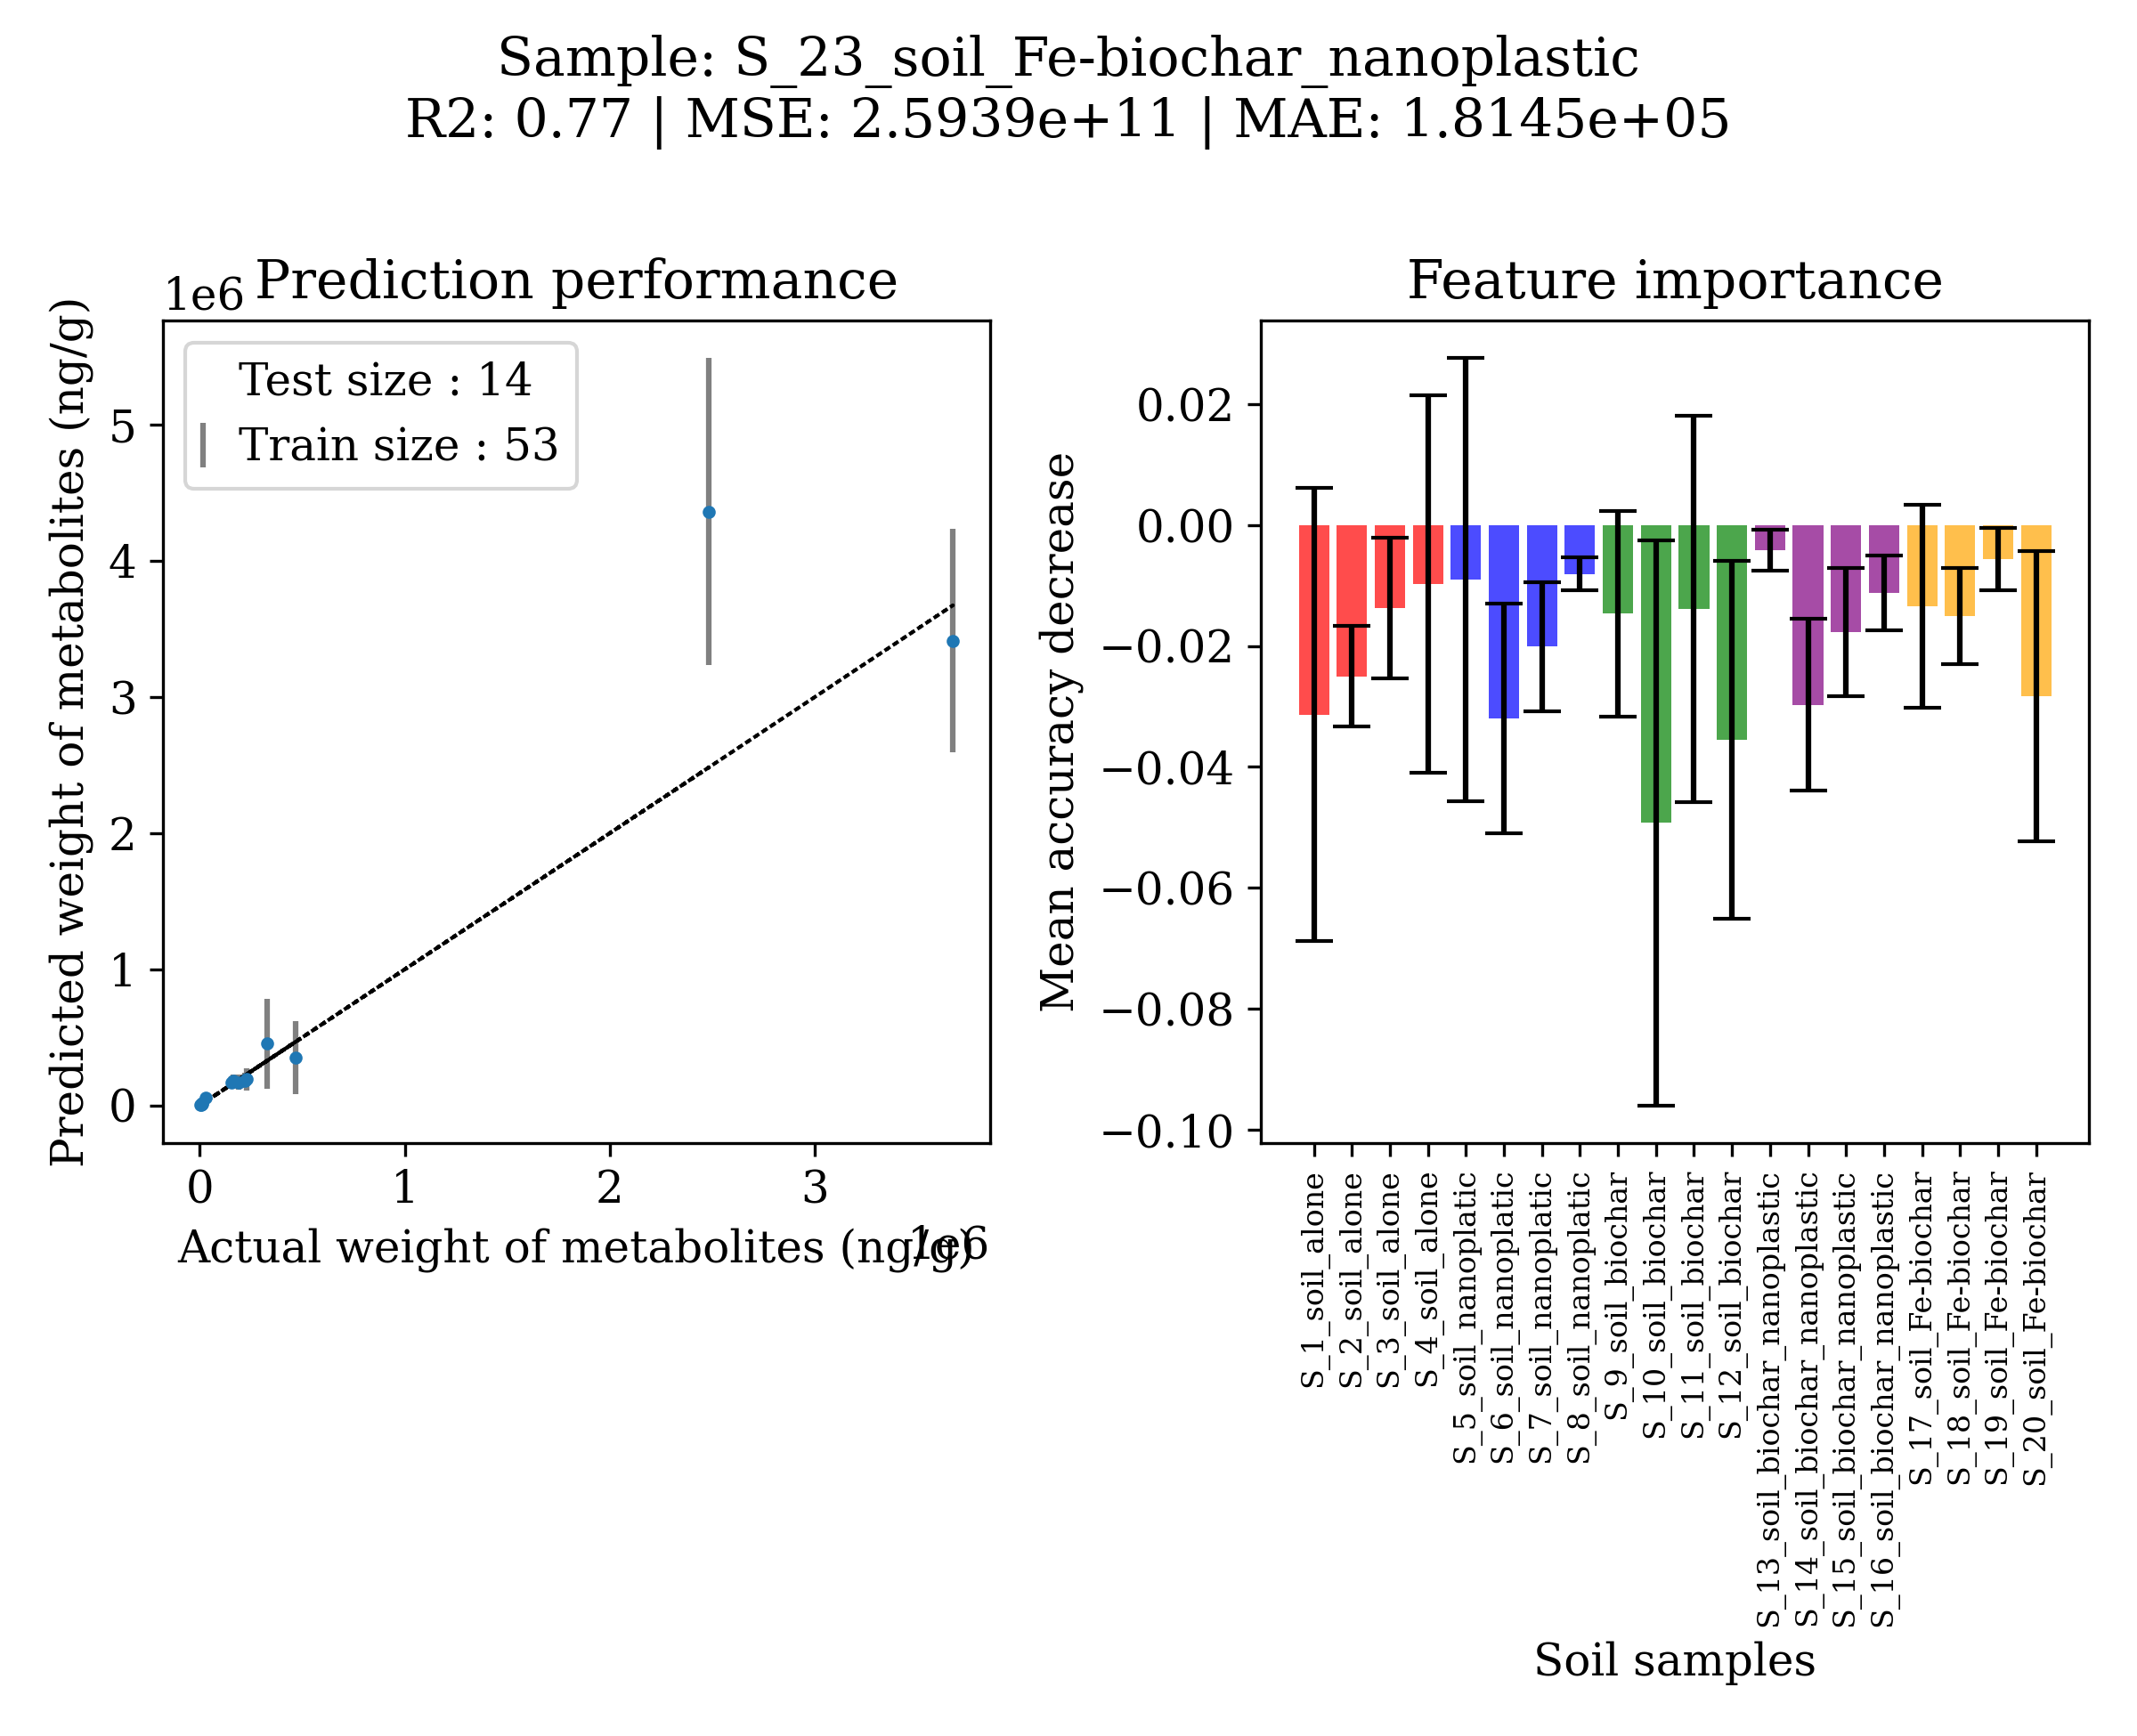 Sample: S_23_soil_Fe-biochar_nanoplastic
R2: 0.77 | MSE: 2.5939e+11 | MAE: 1.8145e+05
Prediction performance
1e6
Test size : 14
Train size : 53
Predicted weight of metabolites (ng/g)
5
4
3
2
1
0
0
1
2
3
Actual weight of metabolites (ng/g)
1e6
Feature importance
Mean accuracy decrease
0.02
0.00
−0.02
−0.04
−0.06
−0.08
−0.10
S_1_soil_alone
S_2_soil_alone
S_3_soil_alone
S_4_soil_alone
S_5_soil_nanoplatic
S_6_soil_nanoplatic
S_7_soil_nanoplatic
S_8_soil_nanoplatic
S_9_soil_biochar
S_10_soil_biochar
S_11_soil_biochar
S_12_soil_biochar
S_13_soil_biochar_nanoplastic
S_14_soil_biochar_nanoplastic
S_15_soil_biochar_nanoplastic
S_16_soil_biochar_nanoplastic
S_17_soil_Fe-biochar
S_18_soil_Fe-biochar
S_19_soil_Fe-biochar
S_20_soil_Fe-biochar
Soil samples